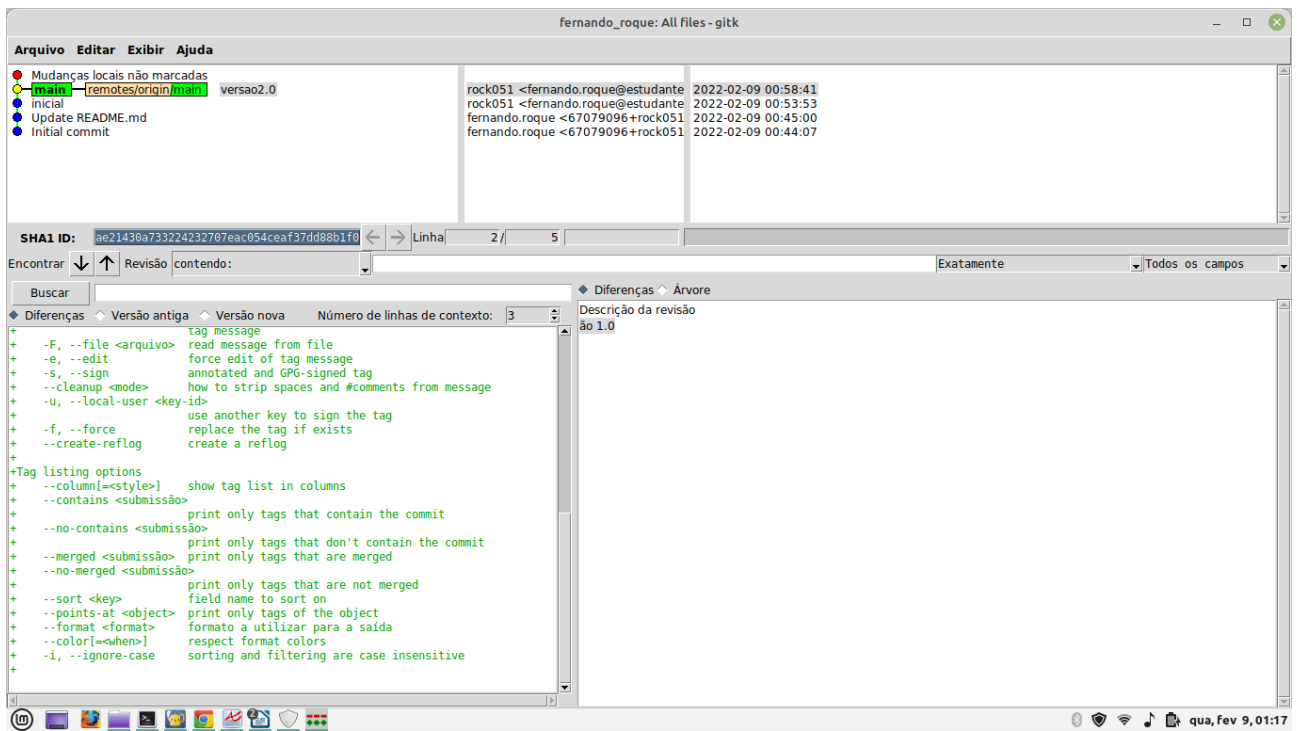 fernando_roque: All files - gitk
Arquivo Editar Exibir Ajuda
Mudanças locais não marcadas
main remotes/origin/main versao2.0 rock051 <fernando.roque@estudante 2022-02-09 00:58:41
inicial rock051 <fernando.roque@estudante 2022-02-09 00:53:53
Update README.md fernando.roque <67079096+rock051 2022-02-09 00:45:00
Initial commit fernando.roque <67079096+rock051 2022-02-09 00:44:07
SHA1 ID: ae21430a733224232707eac054ceaf37dd88b1f0 Linha 2/ 5
Encontrar Revisão contendo: Exatamente Todos os campos
Buscar
Diferenças Versão antiga Versão nova Número de linhas de contexto: 3
+ tag message
+ -F, --file <arquivo> read message from file
+ -e, --edit force edit of tag message
+ -s, --sign annotated and GPG-signed tag
+ --cleanup <mode> how to strip spaces and #comments from message
+ -u, --local-user <key-id>
+ use another key to sign the tag
+ -f, --force replace the tag if exists
+ --create-reflog create a reflog
+
+Tag listing options
+ --column[=<style>] show tag list in columns
+ --contains <submissão>
+ print only tags that contain the commit
+ --no-contains <submissão>
+ print only tags that don't contain the commit
+ --merged <submissão> print only tags that are merged
+ --no-merged <submissão>
+ print only tags that are not merged
+ --sort <key> field name to sort on
+ --points-at <object> print only tags of the object
+ --format <format> formato a utilizar para a saída
+ --color[=<when>] respect format colors
+ -i, --ignore-case sorting and filtering are case insensitive
+
Diferenças Árvore
Descrição da revisão
ão 1.0
2
qua, fev 9, 01:17